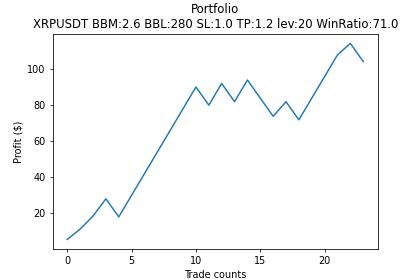 Portfolio
XRPUSDT BBM:2.6 BBL:280 SL:1.0 TP:1.2 lev:20 WinRatio:71.0
100
80
60
40
20
Profit ($)
0
5
10
15
20
Trade counts